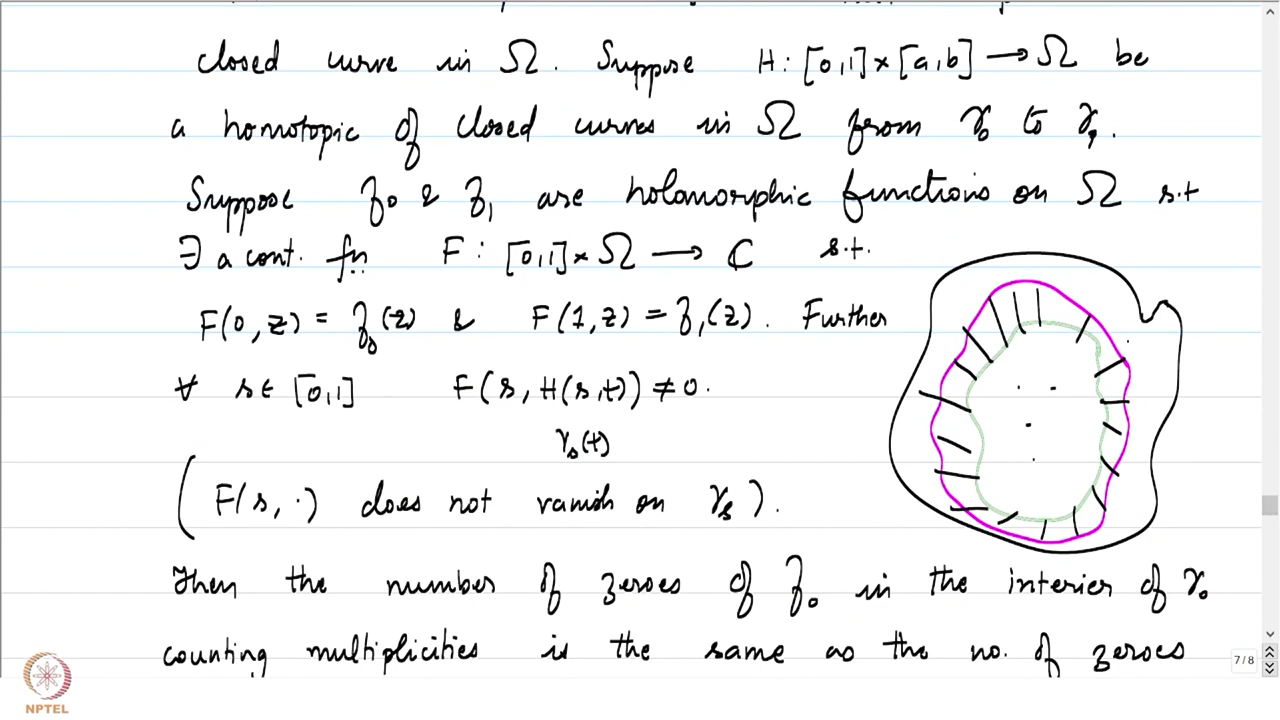 closed curve in Ω. Suppose H : [0,1] × [a,b] → Ω be
a homotopic of closed curves in Ω from γ₀ to γ₁.
Suppose f₀ & f₁ are holomorphic functions on Ω s.t
∃ a cont. fn F : [0,1] × Ω → ℂ s.t.
F(0,z) = f₀(z) & F(1,z) = f₁(z). Further
∀ s ∈ [0,1] F(s, H(s,t)) ≠ 0.
γₛ(t)
( F(s, ·) does not vanish on γₛ ).
Then the number of zeroes of f₀ in the interier of γ₀
counting multiplicities is the same as the no. of zeroes
7/8
NPTEL